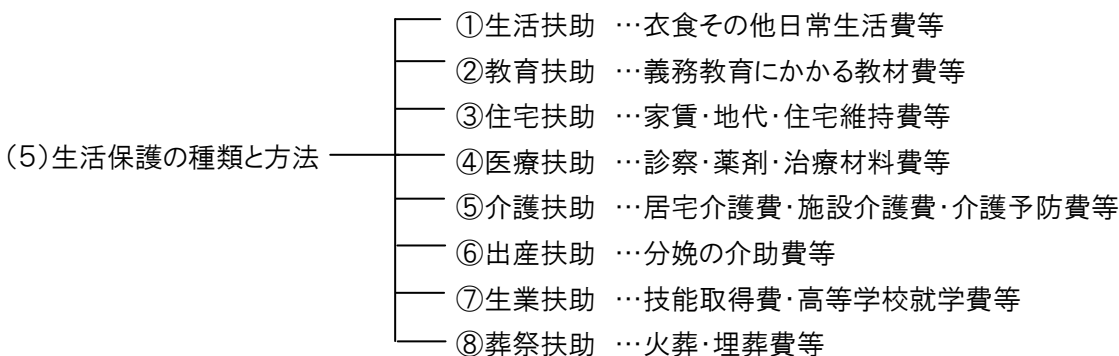 ①生活扶助 …衣食その他日常生活費等
②教育扶助 …義務教育にかかる教材費等
③住宅扶助 …家賃・地代・住宅維持費等
(5)生活保護の種類と方法
④医療扶助 …診察・薬剤・治療材料費等
⑤介護扶助 …居宅介護費・施設介護費・介護予防費等
⑥出産扶助 …分娩の介助費等
⑦生業扶助 …技能取得費・高等学校就学費等
⑧葬祭扶助 …火葬・埋葬費等